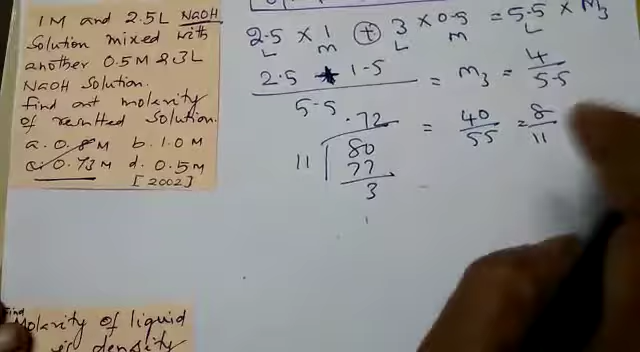 1M and 2.5L NaOH
Solution mixed with
another 0.5M & 3L
NaOH Solution.
find out molarity
of resulted Solution.
a. 0.8M b. 1.0M
c. 0.73M d. 0.5M
[2002]
2.5 × 1 + 3 × 0.5 = 5.5 × M3
L M L M L
2.5 + 1.5 / 5.5 = M3 = 4 / 5.5
= 40 / 55 = 8 / 11
.72
11 80
77
3
Find
Molarity of liquid
density